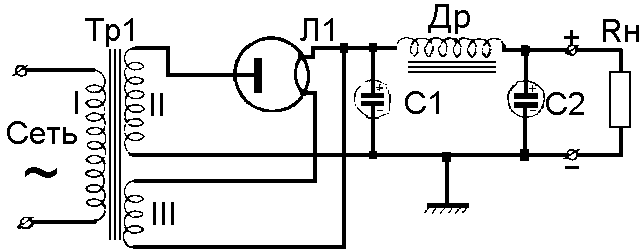 Тр1
Л1
Др
+
Rн
I
II
Сеть
~
+
–
C1
+
–
C2
–
III